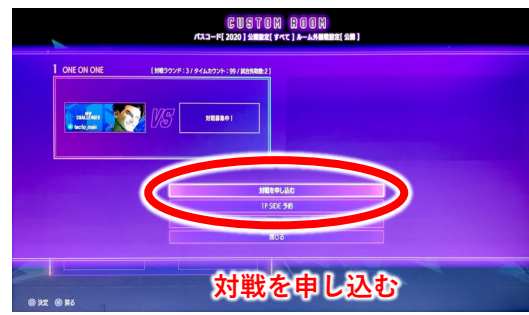 CUSTOM ROOM
パスコード[ 2020 ] 公開設定[ すべて ] ルーム外観戦設定[ 公開 ]
1 ONE ON ONE
[ 対戦ラウンド : 3 / タイムカウント : 99 / 試合先取数:2 ]
NEW
CHALLENGER
VS
対戦募集中!
対戦を申し込む
1P SIDE 予約
閉じる
対戦を申し込む
決定 戻る